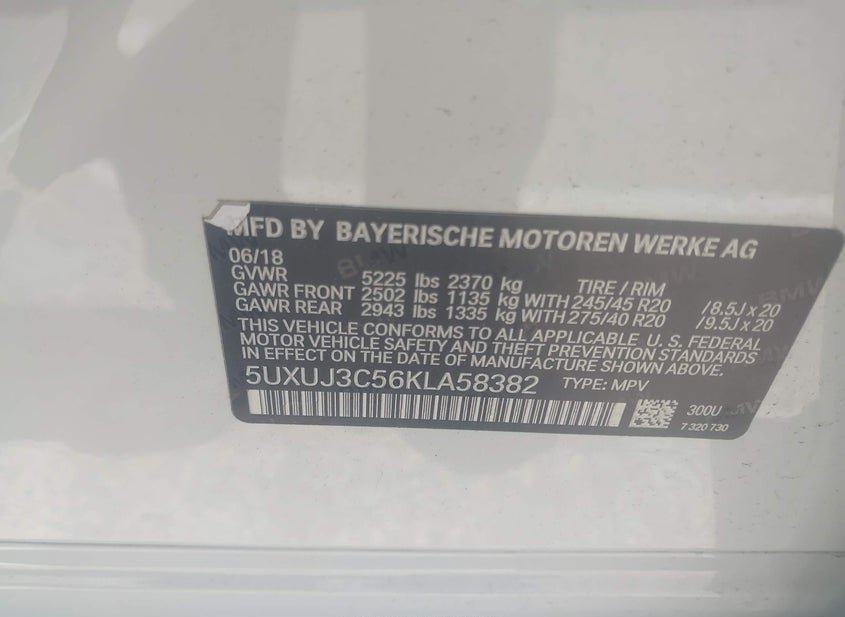 MFD BY BAYERISCHE MOTOREN WERKE AG
06/18
GVWR 5225 lbs 2370 kg TIRE / RIM
GAWR FRONT 2502 lbs 1135 kg WITH 245/45 R20 /8.5J x 20
GAWR REAR 2943 lbs 1335 kg WITH 275/40 R20 /9.5J x 20
THIS VEHICLE CONFORMS TO ALL APPLICABLE U. S. FEDERAL
MOTOR VEHICLE SAFETY AND THEFT PREVENTION STANDARDS
IN EFFECT ON THE DATE OF MANUFACTURE SHOWN ABOVE.
5UXUJ3C56KLA58382 TYPE: MPV
300U
7 320 730
BMW
BMW